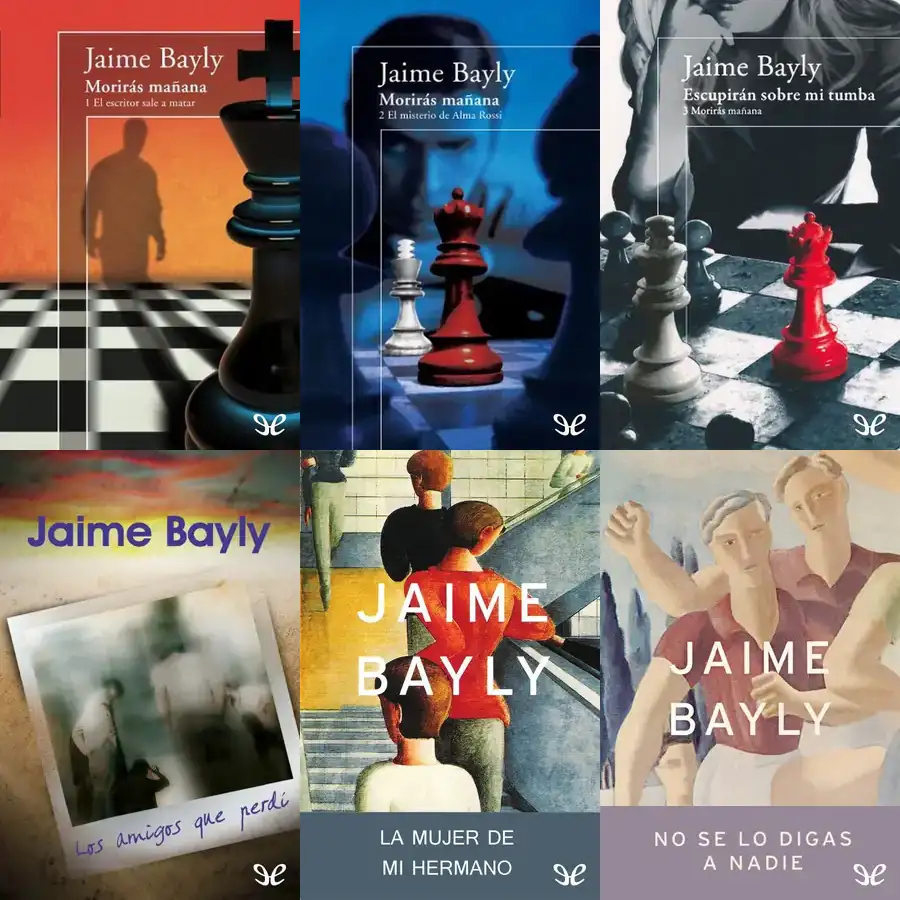 Jaime Bayly
Morirás mañana
1 El escritor sale a matar
Jaime Bayly
Morirás mañana
2 El misterio de Alma Rossi
Jaime Bayly
Escupirán sobre mi tumba
3 Morirás mañana
Jaime Bayly
Los amigos que perdí
JAIME
BAYLY
LA MUJER DE
MI HERMANO
JAIME
BAYLY
NO SE LO DIGAS
A NADIE